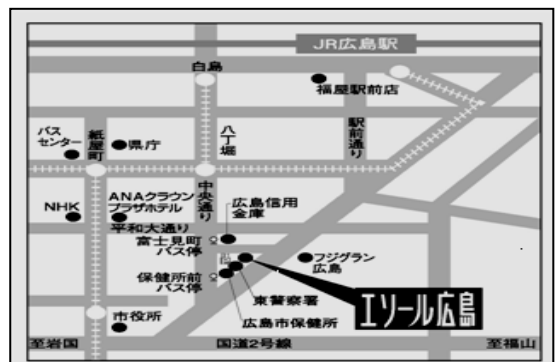 JR広島駅
白島
福屋駅前店
バス
センター
紙屋町
県庁
八丁堀
駅前通り
NHK
ANAクラウン
プラザホテル
中央通り
広島信用
金庫
平和大通り
富士見町
バス停
フジグラン
広島
保健所前
バス停
東警察署
エソール広島
市役所
広島市保健所
至岩国
国道2号線
至福山